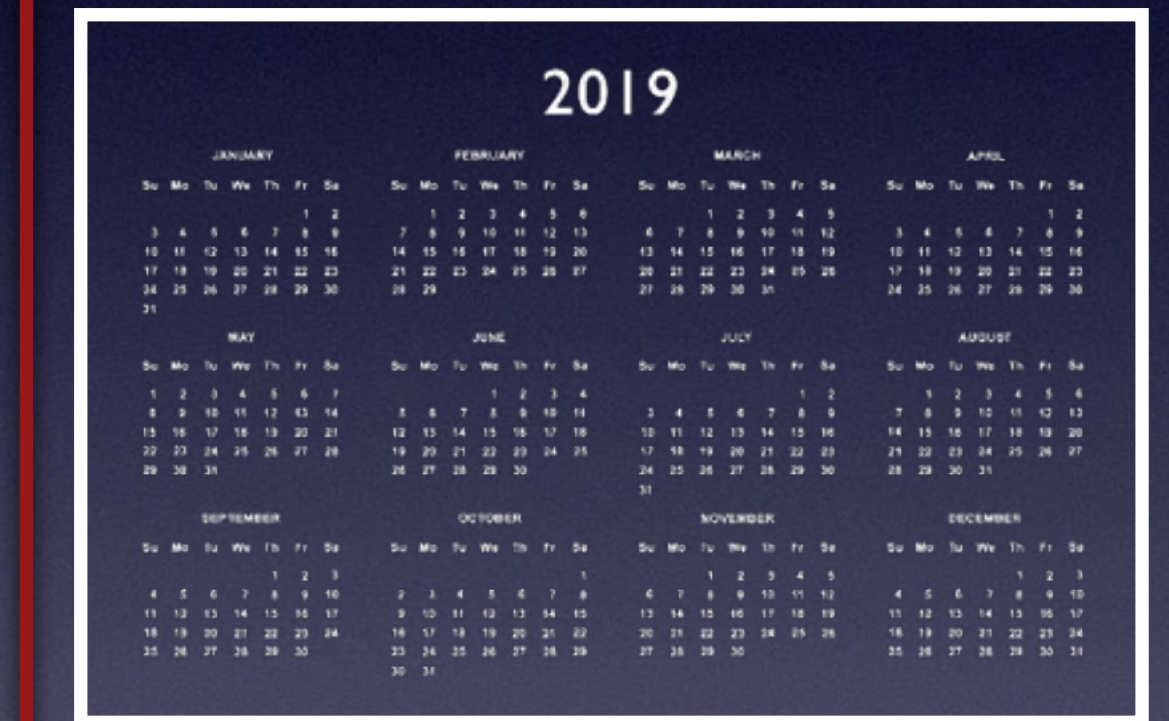 2019
JANUARY
Su Mo Tu We Th Fr Sa
1 2
3 4 5 6 7 8 9
10 11 12 13 14 15 16
17 18 19 20 21 22 23
24 25 26 27 28 29 30
31
FEBRUARY
Su Mo Tu We Th Fr Sa
1 2 3 4 5 6
7 8 9 10 11 12 13
14 15 16 17 18 19 20
21 22 23 24 25 26 27
28 29
MARCH
Su Mo Tu We Th Fr Sa
1 2 3 4 5
6 7 8 9 10 11 12
13 14 15 16 17 18 19
20 21 22 23 24 25 26
27 28 29 30 31
APRIL
Su Mo Tu We Th Fr Sa
1 2
3 4 5 6 7 8 9
10 11 12 13 14 15 16
17 18 19 20 21 22 23
24 25 26 27 28 29 30
MAY
Su Mo Tu We Th Fr Sa
1 2 3 4 5 6 7
8 9 10 11 12 13 14
15 16 17 18 19 20 21
22 23 24 25 26 27 28
29 30 31
JUNE
Su Mo Tu We Th Fr Sa
1 2 3 4
5 6 7 8 9 10 11
12 13 14 15 16 17 18
19 20 21 22 23 24 25
26 27 28 29 30
JULY
Su Mo Tu We Th Fr Sa
1 2
3 4 5 6 7 8 9
10 11 12 13 14 15 16
17 18 19 20 21 22 23
24 25 26 27 28 29 30
31
AUGUST
Su Mo Tu We Th Fr Sa
1 2 3 4 5 6
7 8 9 10 11 12 13
14 15 16 17 18 19 20
21 22 23 24 25 26 27
28 29 30 31
SEPTEMBER
Su Mo Tu We Th Fr Sa
1 2 3
4 5 6 7 8 9 10
11 12 13 14 15 16 17
18 19 20 21 22 23 24
25 26 27 28 29 30
OCTOBER
Su Mo Tu We Th Fr Sa
1
2 3 4 5 6 7 8
9 10 11 12 13 14 15
16 17 18 19 20 21 22
23 24 25 26 27 28 29
30 31
NOVEMBER
Su Mo Tu We Th Fr Sa
1 2 3 4 5
6 7 8 9 10 11 12
13 14 15 16 17 18 19
20 21 22 23 24 25 26
27 28 29 30
DECEMBER
Su Mo Tu We Th Fr Sa
1 2 3
4 5 6 7 8 9 10
11 12 13 14 15 16 17
18 19 20 21 22 23 24
25 26 27 28 29 30 31